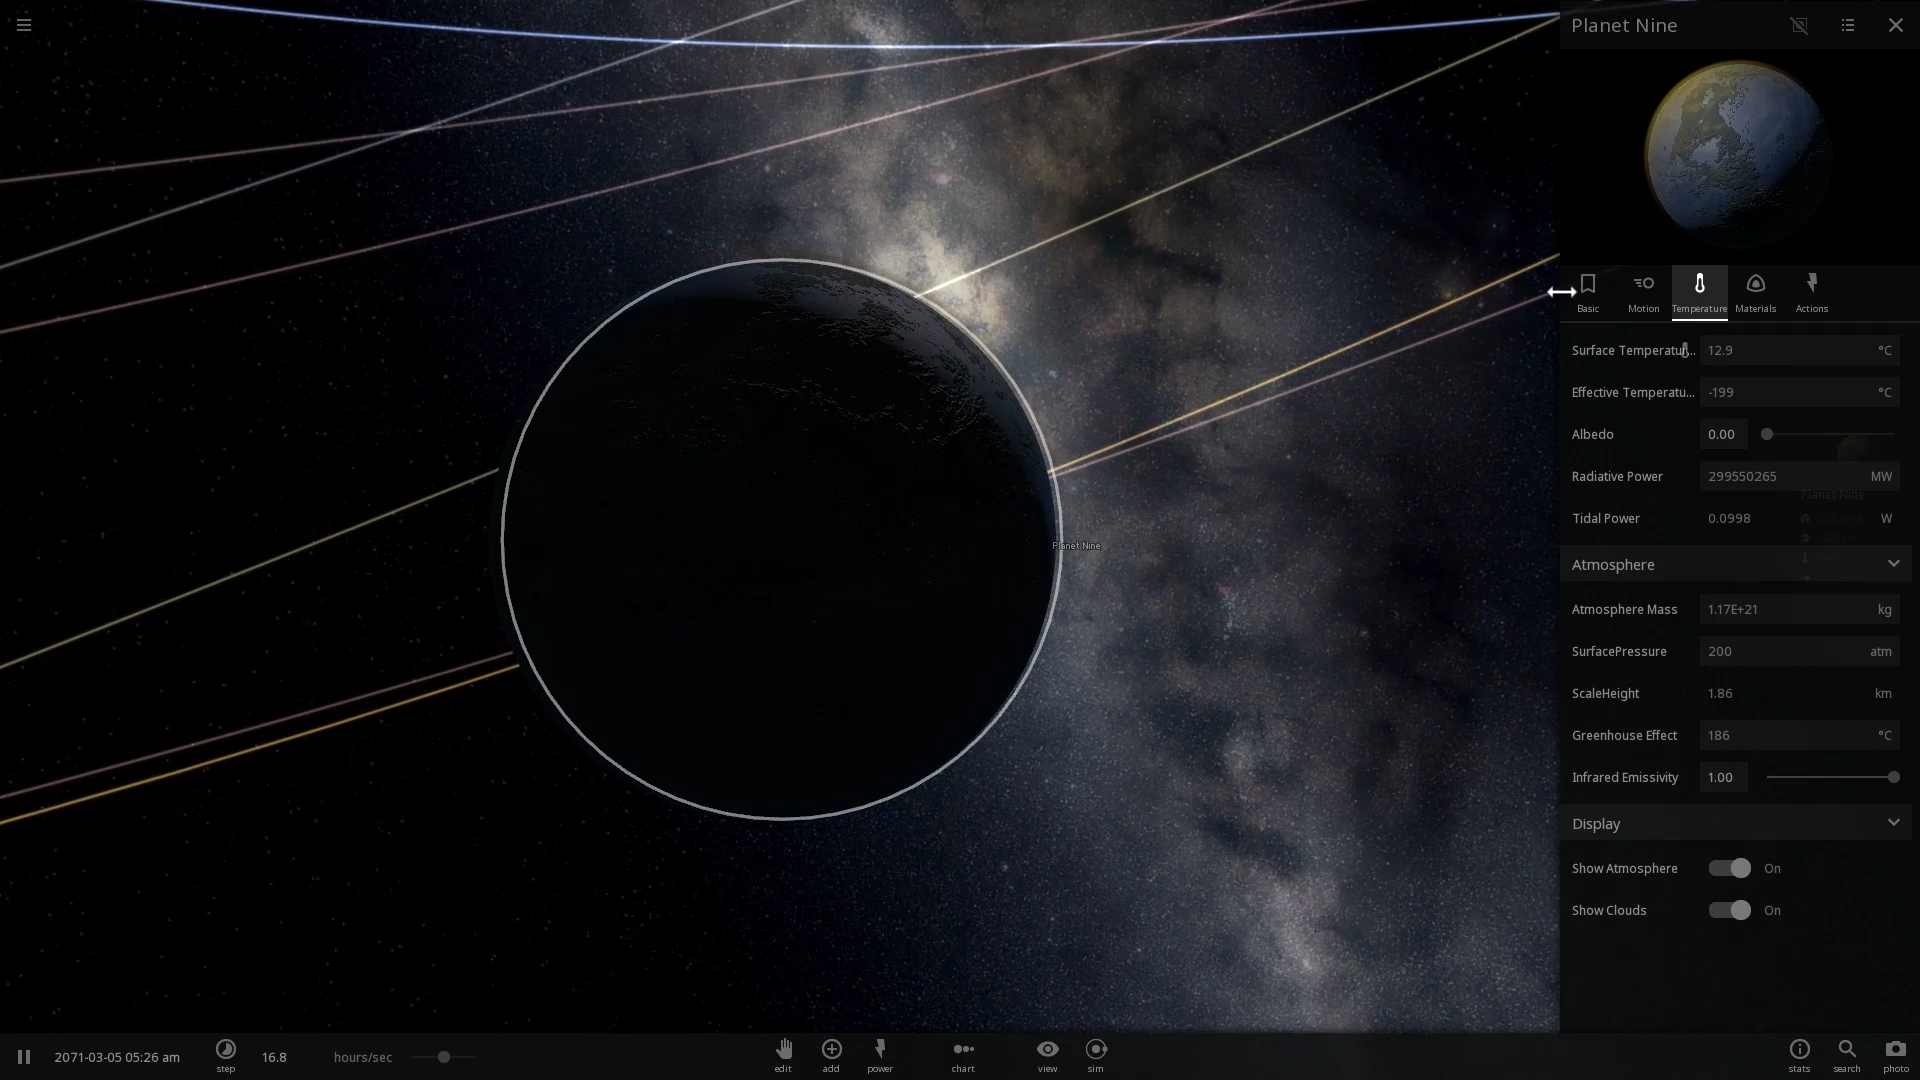 Planet Nine
Basic
Motion
Temperature
Materials
Actions
Surface Temperatur... 12.9 °C
Effective Temperatu... -199 °C
Albedo 0.00
Radiative Power 299550265 MW
Planet Nine
Tidal Power 0.0998 W
Planet Nine
Atmosphere
Atmosphere Mass 1.17E+21 kg
SurfacePressure 200 atm
ScaleHeight 1.86 km
Greenhouse Effect 186 °C
Infrared Emissivity 1.00
Display
Show Atmosphere On
Show Clouds On
2071-03-05 05:26 am
step
16.8 hours/sec
edit
add
power
chart
view
sim
stats
search
photo